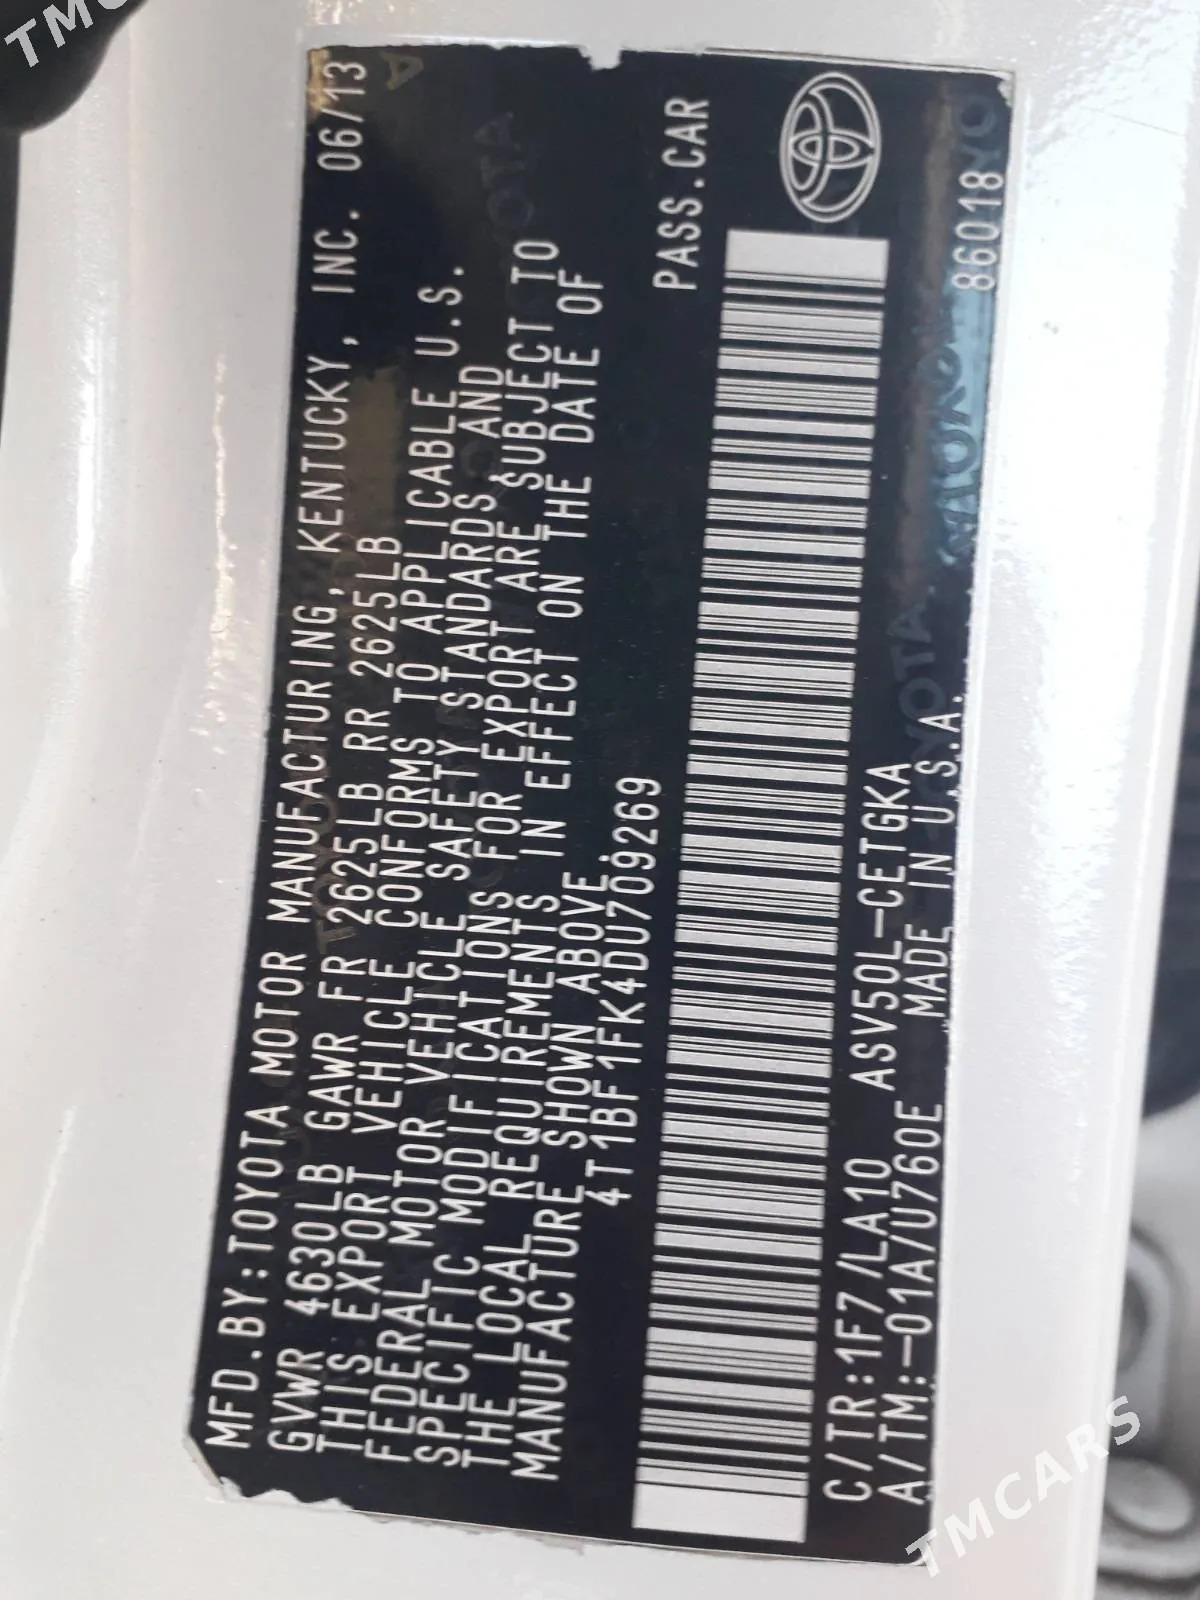 MFD.BY:TOYOTA MOTOR MANUFACTURING, KENTUCKY, INC. 06/13
GVWR 4630LB GAWR FR 2625LB RR 2625LB
THIS EXPORT VEHICLE CONFORMS TO APPLICABLE U.S.
FEDERAL MOTOR VEHICLE SAFETY STANDARDS, AND
SPECIFIC MODIFICATIONS FOR EXPORT ARE SUBJECT TO
THE LOCAL REQUIREMENTS IN EFFECT ON THE DATE OF
MANUFACTURE SHOWN ABOVE.
4T1BF1FK4DU709269
PASS.CAR
C/TR:1F7/LA10 ASV50L-CETGKA
A/TM:-01A/U760E MADE IN U.S.A.
86018
TMCARS